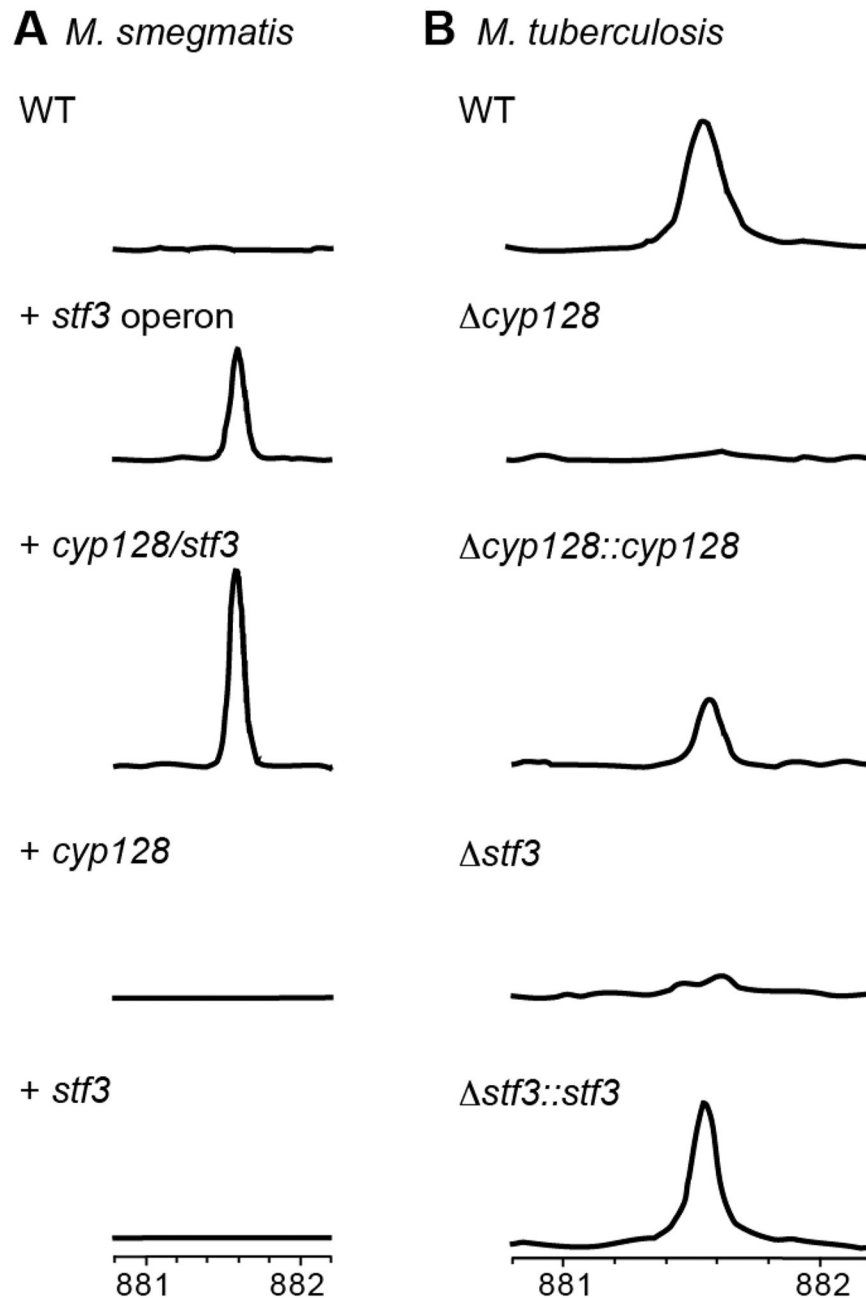 A M. smegmatis
WT
+ stf3 operon
+ cyp128/stf3
+ cyp128
+ stf3
881 882
B M. tuberculosis
WT
Δcyp128
Δcyp128::cyp128
Δstf3
Δstf3::stf3
881 882